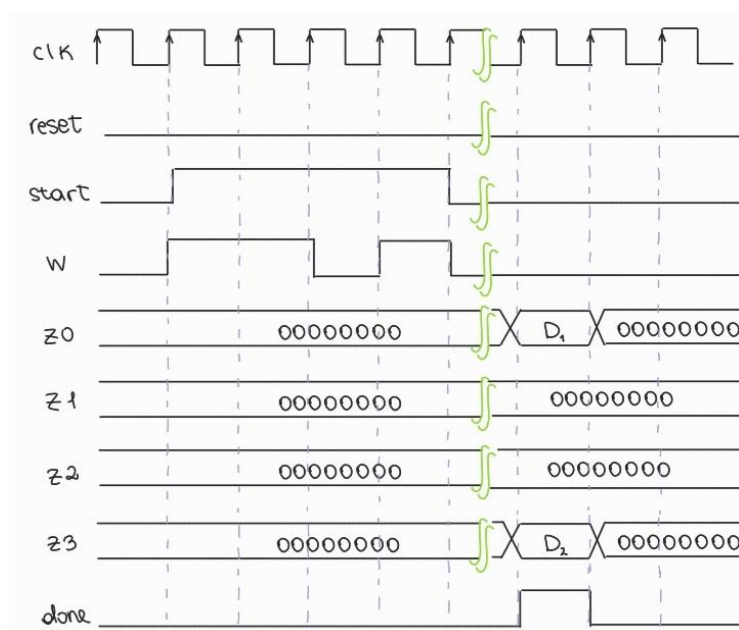 clk
reset
start
W
Z0 00000000 D₁ 00000000
Z1 00000000 00000000
Z2 00000000 00000000
Z3 00000000 D₂ 00000000
done